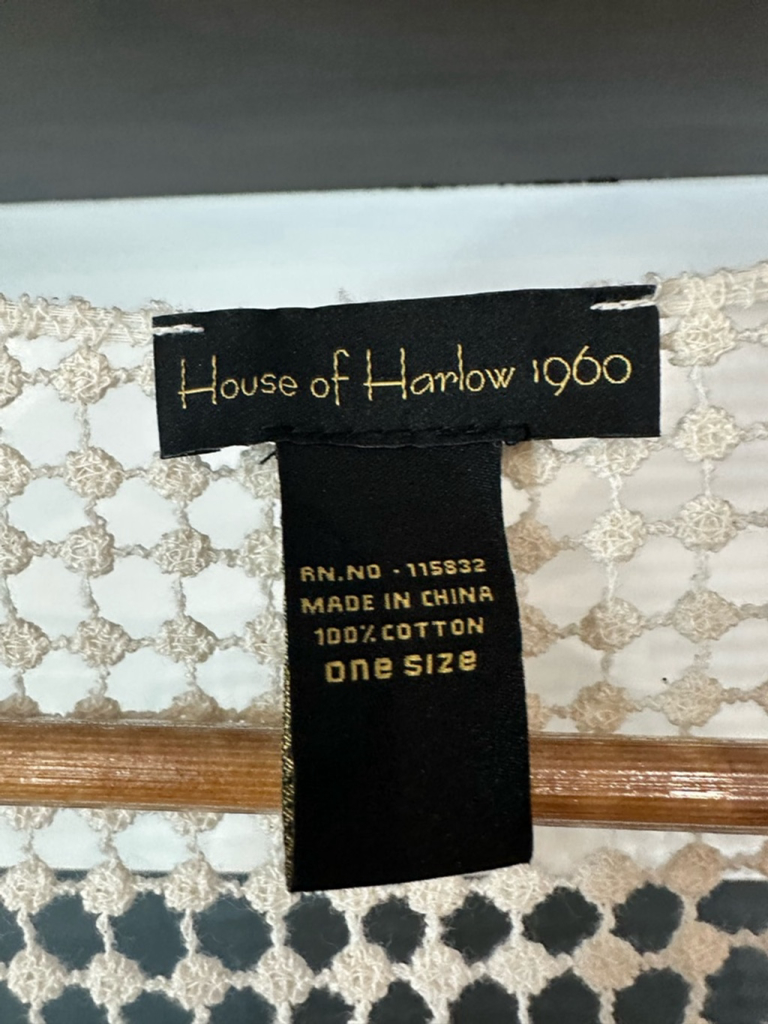 House of Harlow 1960
RN.NO - 115832
MADE IN CHINA
100% COTTON
one size